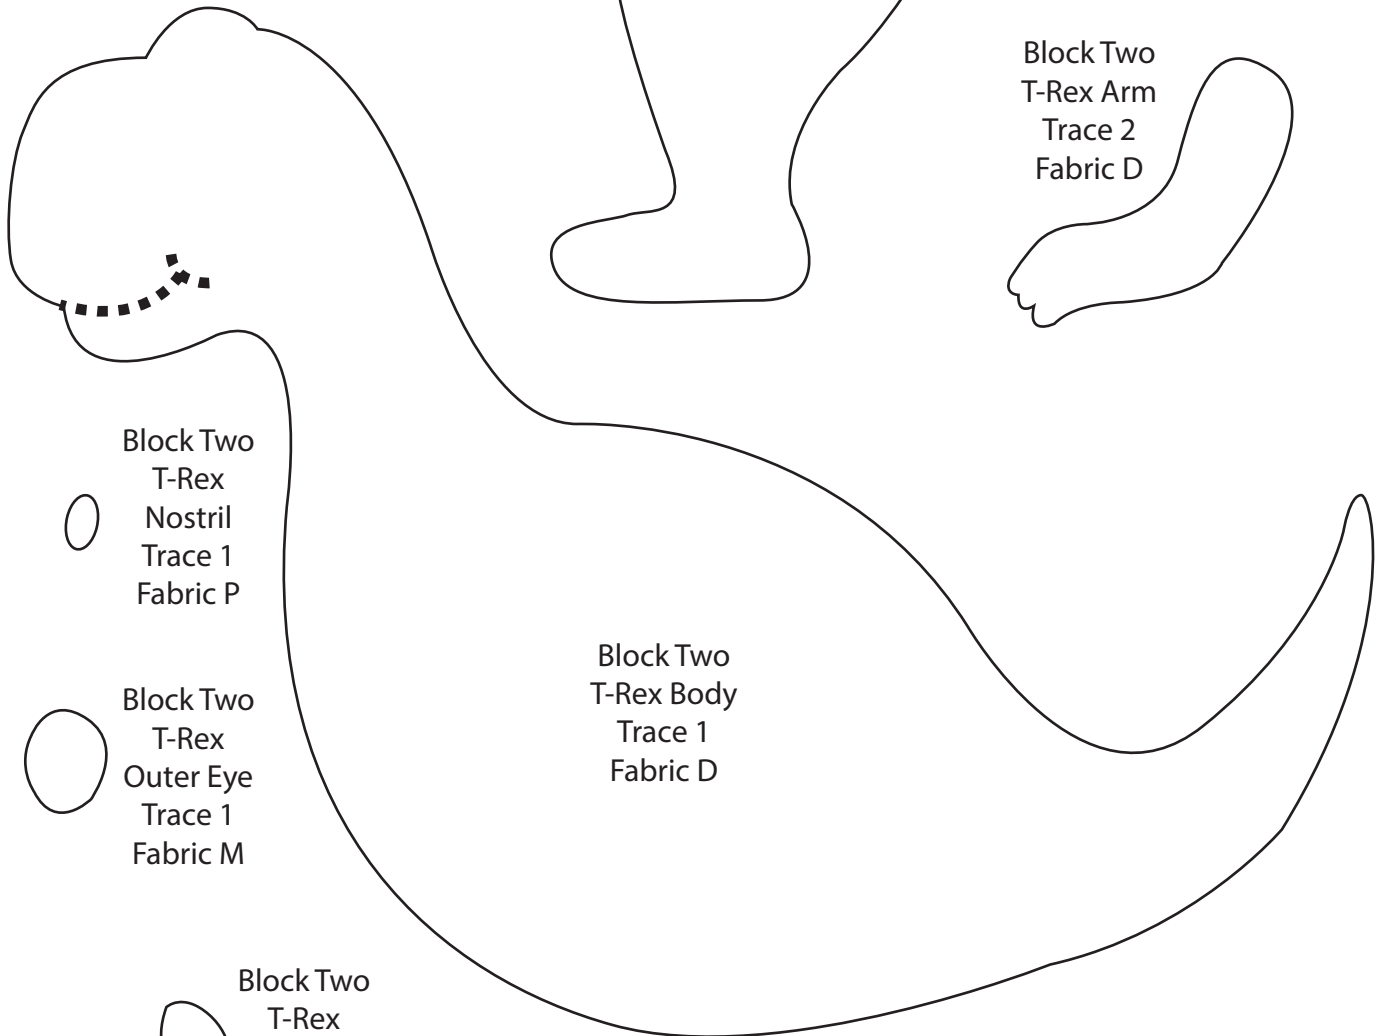 Block Two
T-Rex Arm
Trace 2
Fabric D
Block Two
T-Rex
Nostril
Trace 1
Fabric P
Block Two
T-Rex Body
Trace 1
Fabric D
Block Two
T-Rex
Outer Eye
Trace 1
Fabric M
Block Two
T-Rex